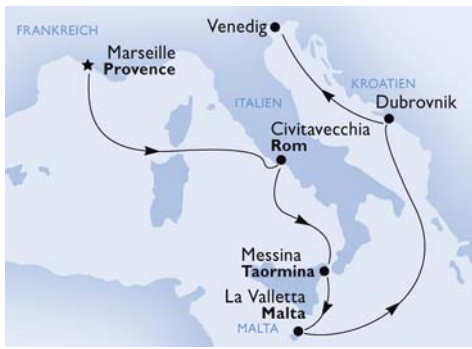 Venedig
FRANKREICH
Marseille
Provence
KROATIEN
Dubrovnik
ITALIEN
Civitavecchia
Rom
Messina
Taormina
La Valletta
Malta
MALTA